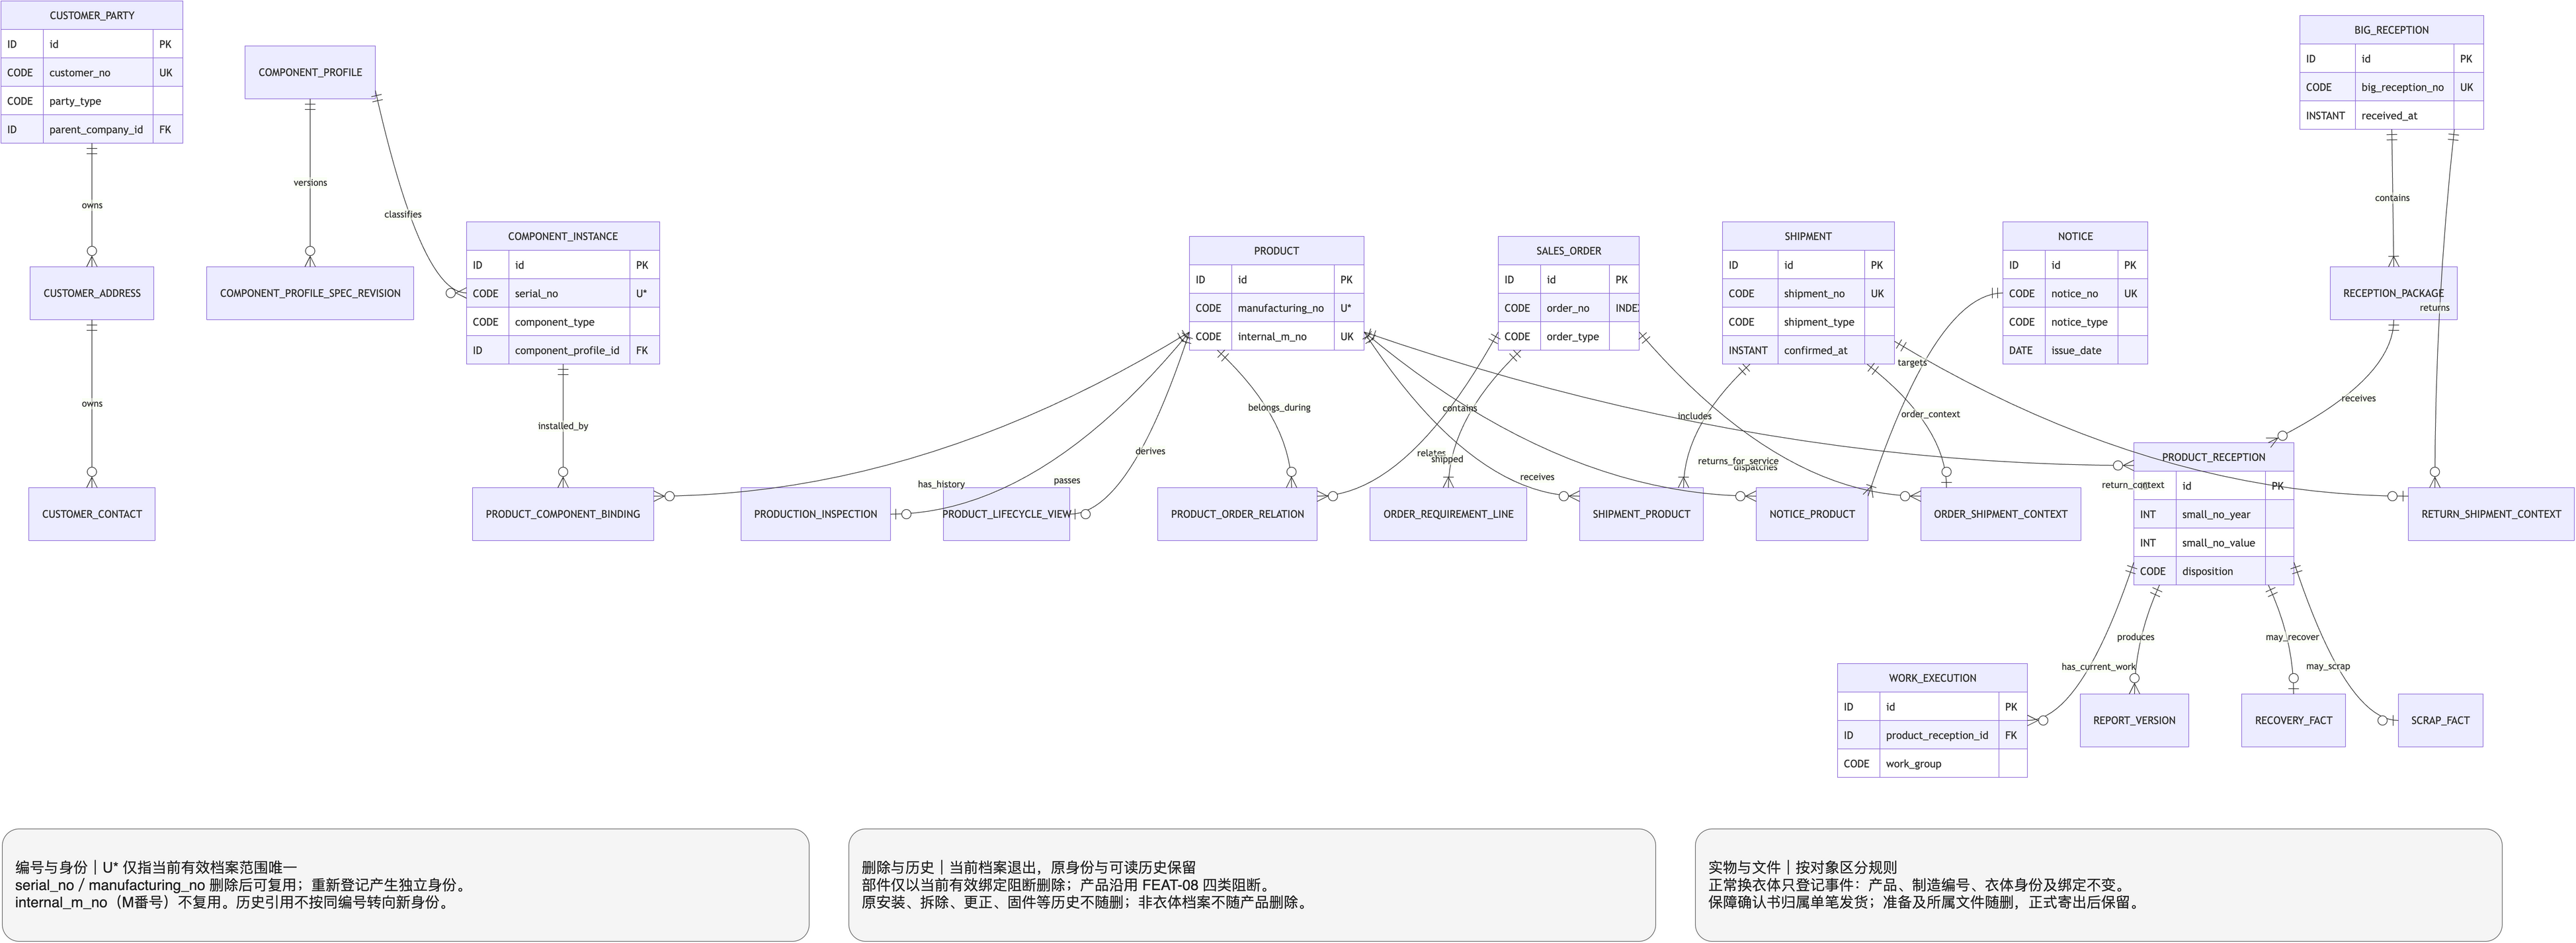 CUSTOMER_PARTY
ID id PK
CODE customer_no UK
CODE party_type
ID parent_company_id FK
owns
CUSTOMER_ADDRESS
owns
CUSTOMER_CONTACT
COMPONENT_PROFILE
versions
classifies
COMPONENT_PROFILE_SPEC_REVISION
COMPONENT_INSTANCE
ID id PK
CODE serial_no U*
CODE component_type
ID component_profile_id FK
installed_by
PRODUCT_COMPONENT_BINDING
PRODUCT
ID id PK
CODE manufacturing_no U*
CODE internal_m_no UK
has_history
passes
derives
belongs_during
PRODUCTION_INSPECTION
PRODUCT_LIFECYCLE_VIEW
PRODUCT_ORDER_RELATION
SALES_ORDER
ID id PK
CODE order_no INDEX
CODE order_type
contains
relates
shipped
receives
ORDER_REQUIREMENT_LINE
SHIPMENT
ID id PK
CODE shipment_no UK
CODE shipment_type
INSTANT confirmed_at
includes
returns_for_service
dispatches
order_context
SHIPMENT_PRODUCT
NOTICE
ID id PK
CODE notice_no UK
CODE notice_type
DATE issue_date
targets
NOTICE_PRODUCT
ORDER_SHIPMENT_CONTEXT
BIG_RECEPTION
ID id PK
CODE big_reception_no UK
INSTANT received_at
contains
returns
RECEPTION_PACKAGE
receives
return_context
PRODUCT_RECEPTION
id PK
INT small_no_year
INT small_no_value
CODE disposition
RETURN_SHIPMENT_CONTEXT
has_current_work
produces
may_recover
may_scrap
WORK_EXECUTION
ID id PK
ID product_reception_id FK
CODE work_group
REPORT_VERSION
RECOVERY_FACT
SCRAP_FACT
编号与身份｜U* 仅指当前有效档案范围唯一
serial_no / manufacturing_no 删除后可复用；重新登记产生独立身份。
internal_m_no（M番号）不复用。历史引用不按同编号转向新身份。
删除与历史｜当前档案退出，原身份与可读历史保留
部件仅以当前有效绑定阻断删除；产品沿用 FEAT-08 四类阻断。
原安装、拆除、更正、固件等历史不随删；非衣体档案不随产品删除。
实物与文件｜按对象区分规则
正常换衣体只登记事件：产品、制造编号、衣体身份及绑定不变。
保障确认书归属单笔发货；准备及所属文件随删，正式寄出后保留。